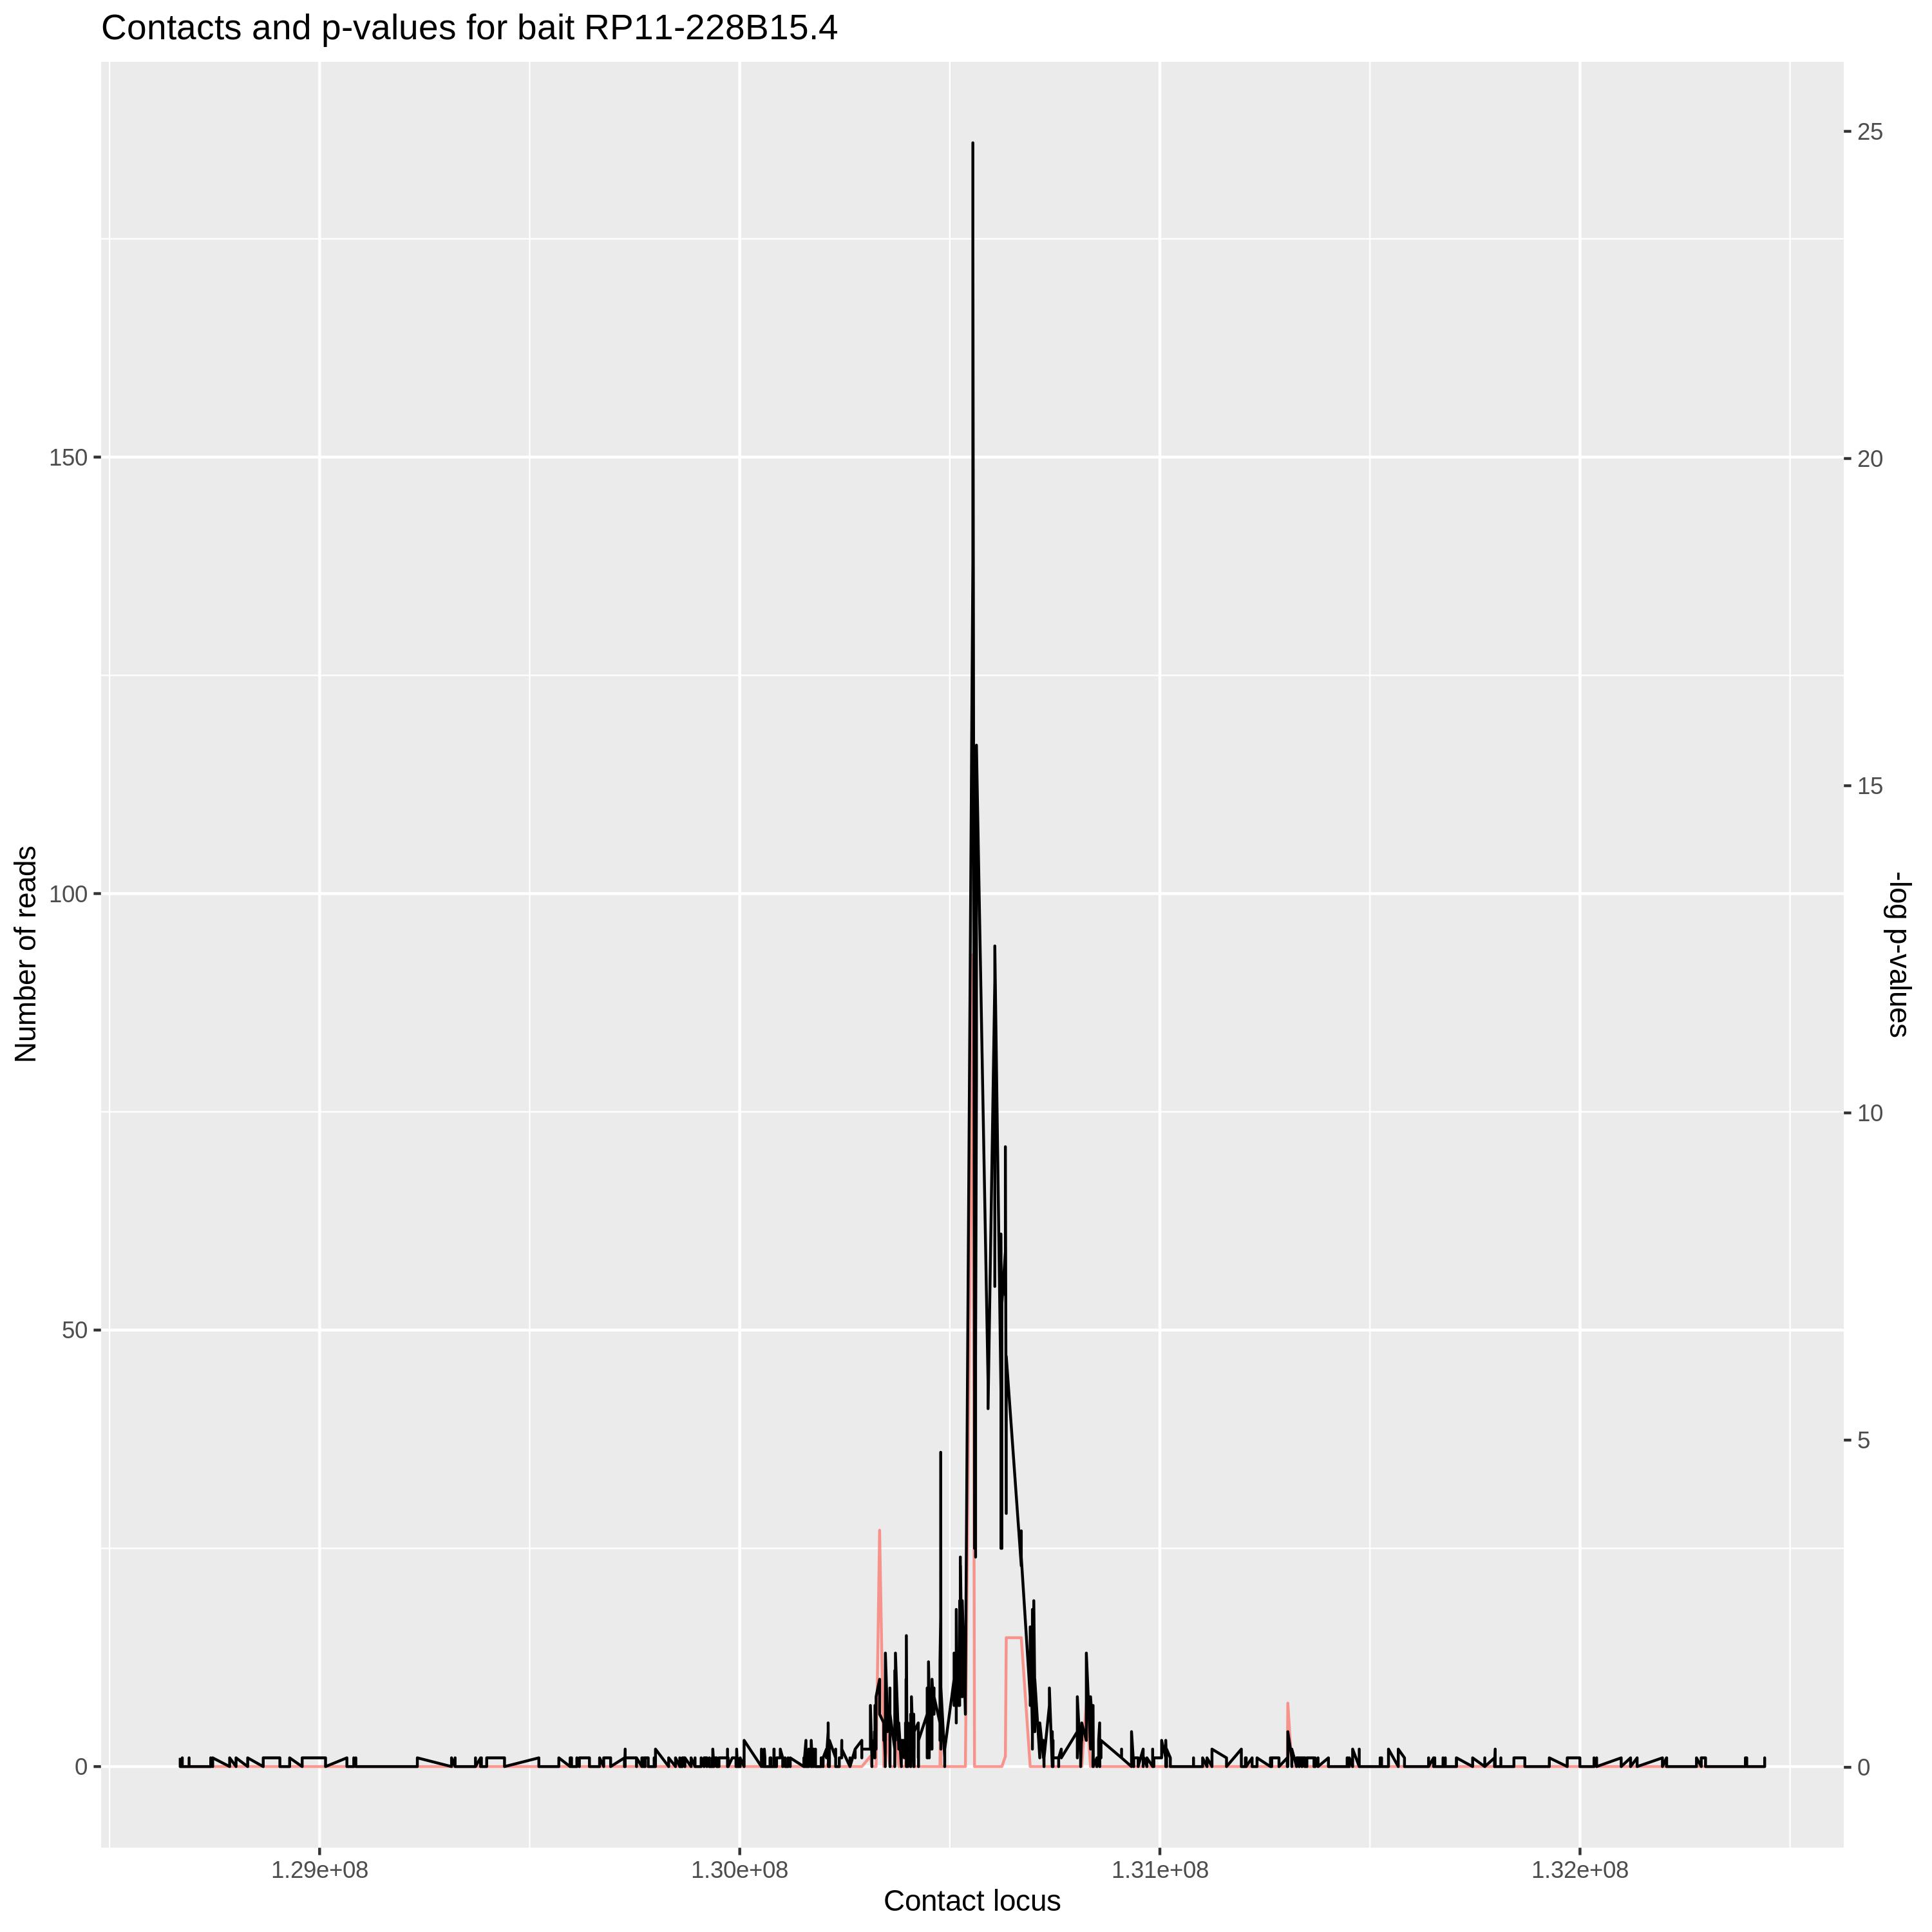 Contacts and p-values for bait RP11-228B15.4
Number of reads
150
100
50
0
25
20
15
10
5
0
-log p-values
1.29e+08
1.30e+08
1.31e+08
1.32e+08
Contact locus